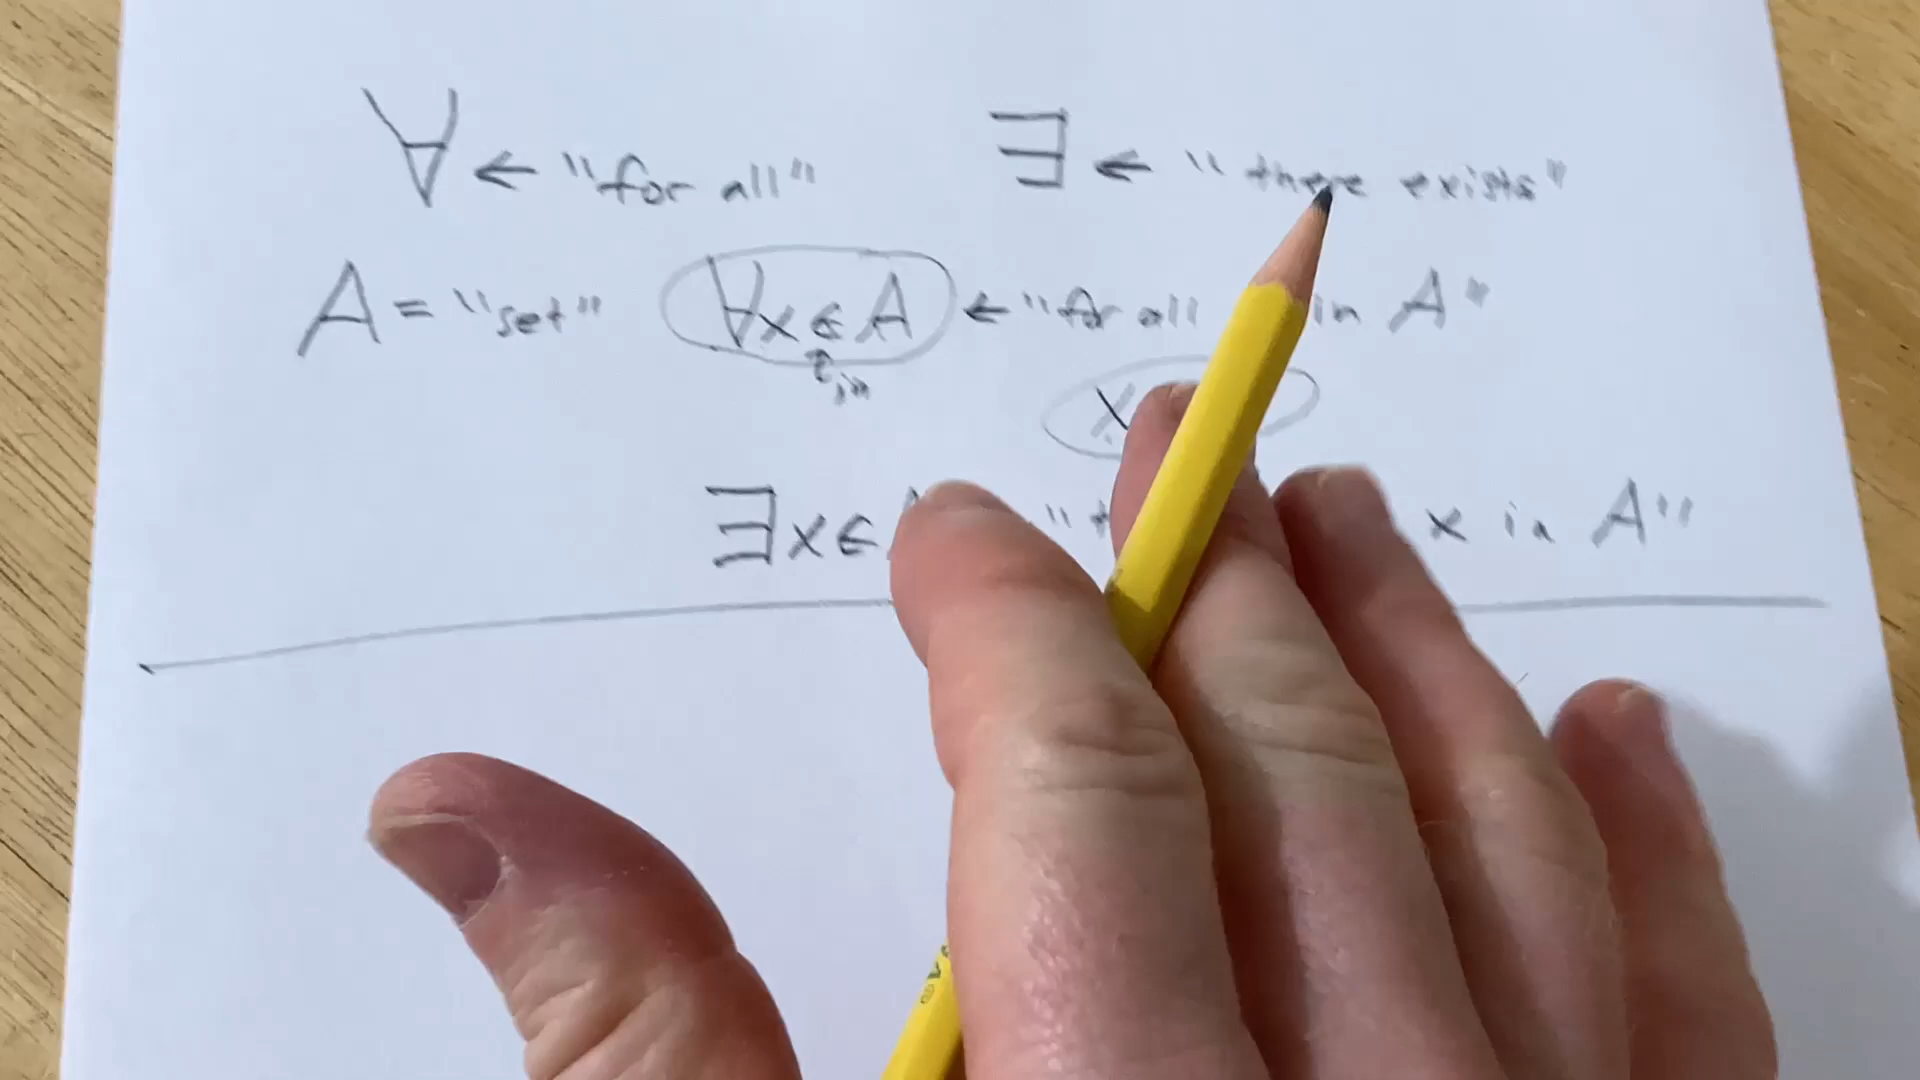 ∀ ← "for all" ∃ ← "there exists"
A = "set" ∀x∈A ← "for all in A"
in
x
∃x∈ " x in A"